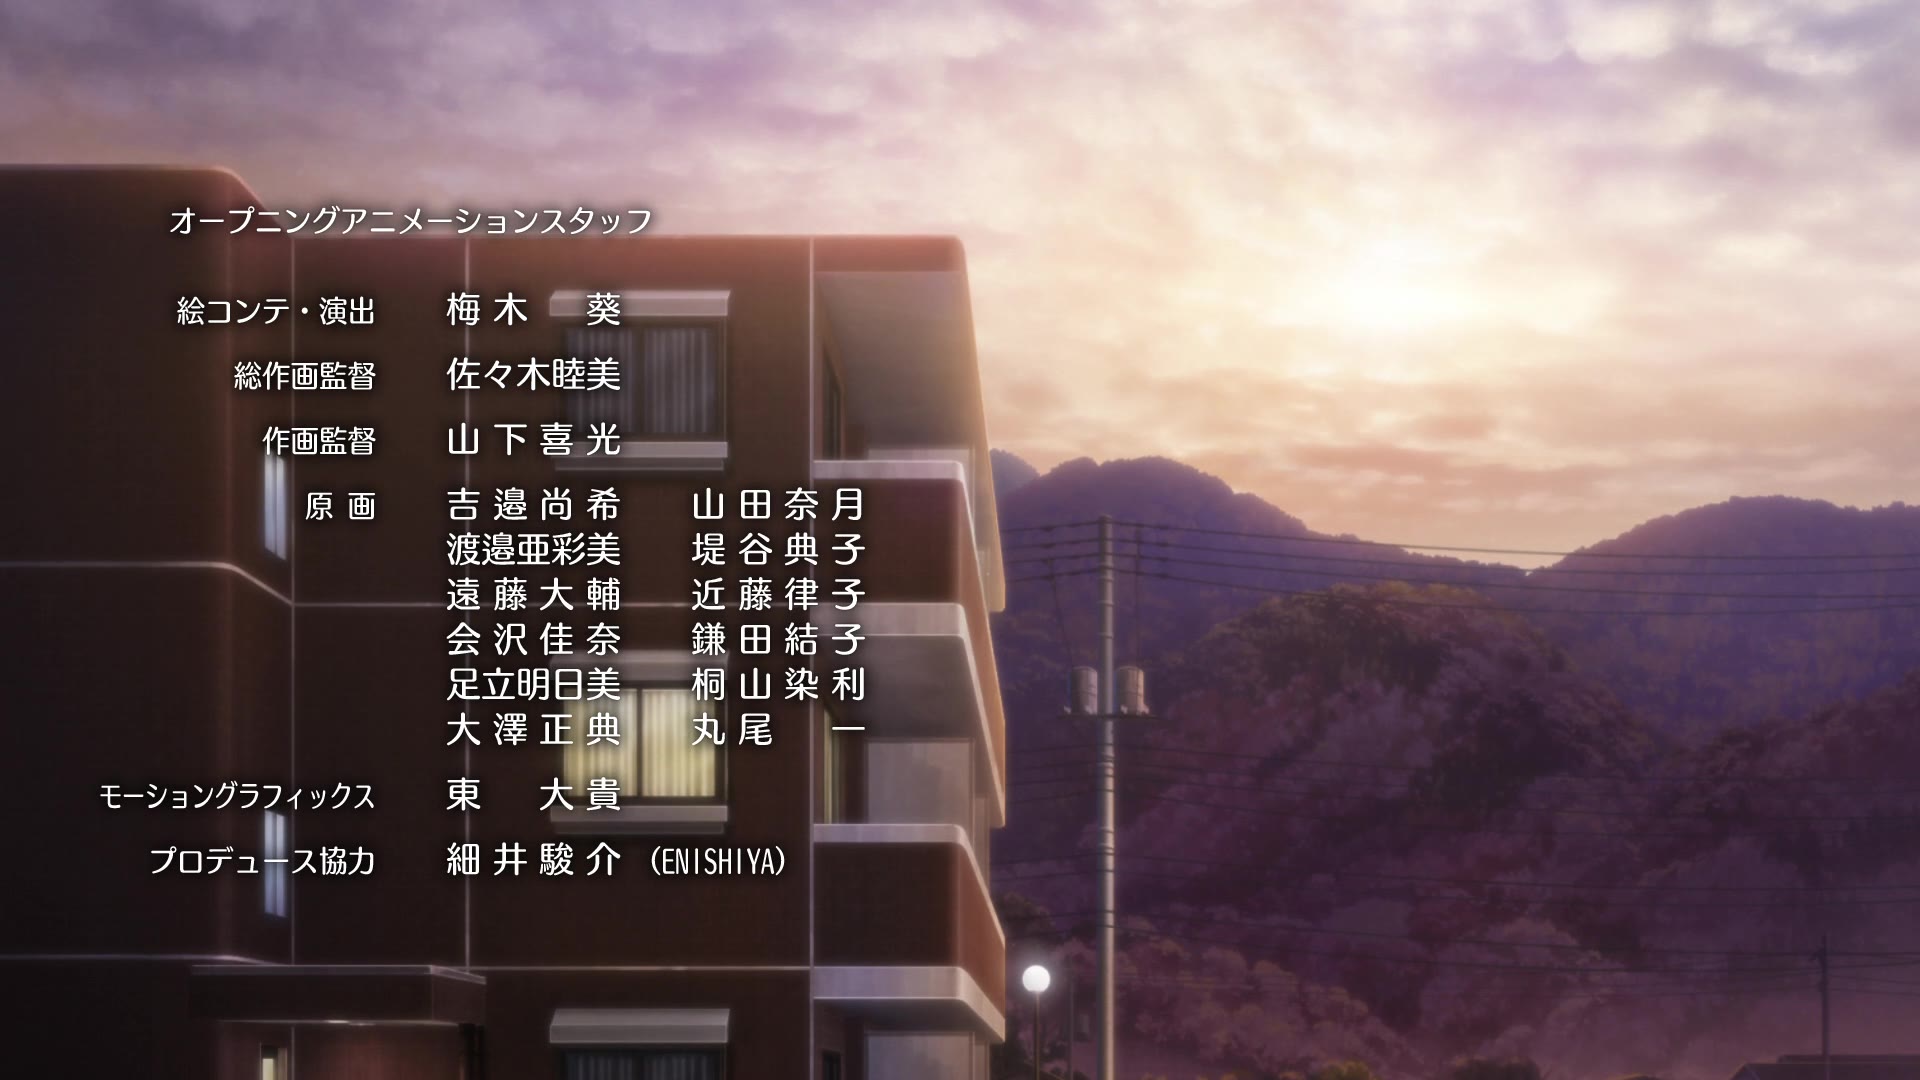 オープニングアニメーションスタッフ
絵コンテ・演出 梅木 葵
総作画監督 佐々木睦美
作画監督 山下喜光
原画 吉邉尚希 山田奈月
渡邉亜彩美 堤谷典子
遠藤大輔 近藤律子
会沢佳奈 鎌田結子
足立明日美 桐山染利
大澤正典 丸尾 一
モーショングラフィックス 東 大貴
プロデュース協力 細井駿介 (ENISHIYA)